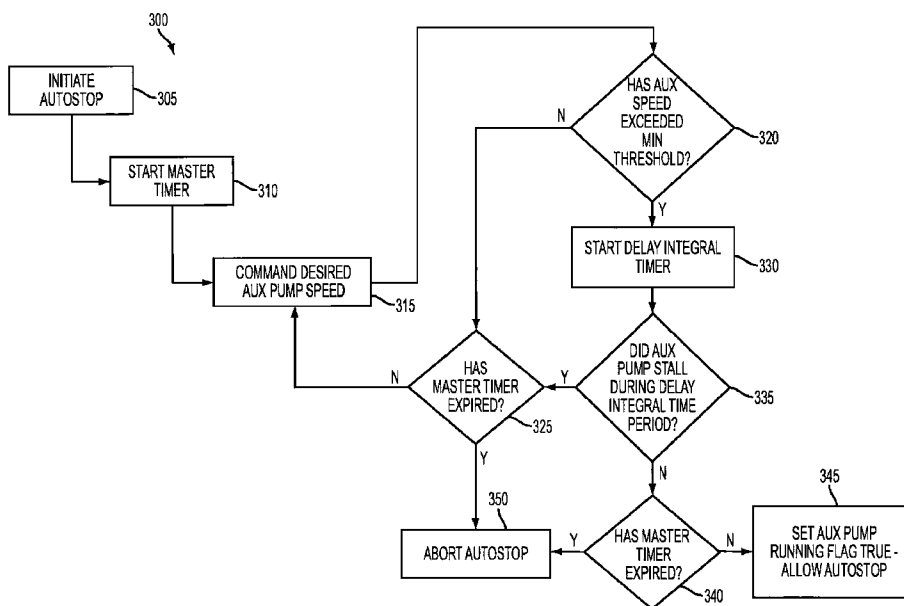 300
INITIATE
AUTOSTOP
305
START MASTER
TIMER
310
COMMAND DESIRED
AUX PUMP SPEED
315
HAS AUX
SPEED
EXCEEDED
MIN
THRESHOLD?
320
N
Y
START DELAY INTEGRAL
TIMER
330
DID AUX
PUMP STALL
DURING DELAY
INTEGRAL TIME
PERIOD?
335
Y
N
HAS
MASTER TIMER
EXPIRED?
325
N
Y
350
ABORT AUTOSTOP
HAS MASTER
TIMER
EXPIRED?
340
Y
N
345
SET AUX PUMP
RUNNING FLAG TRUE -
ALLOW AUTOSTOP